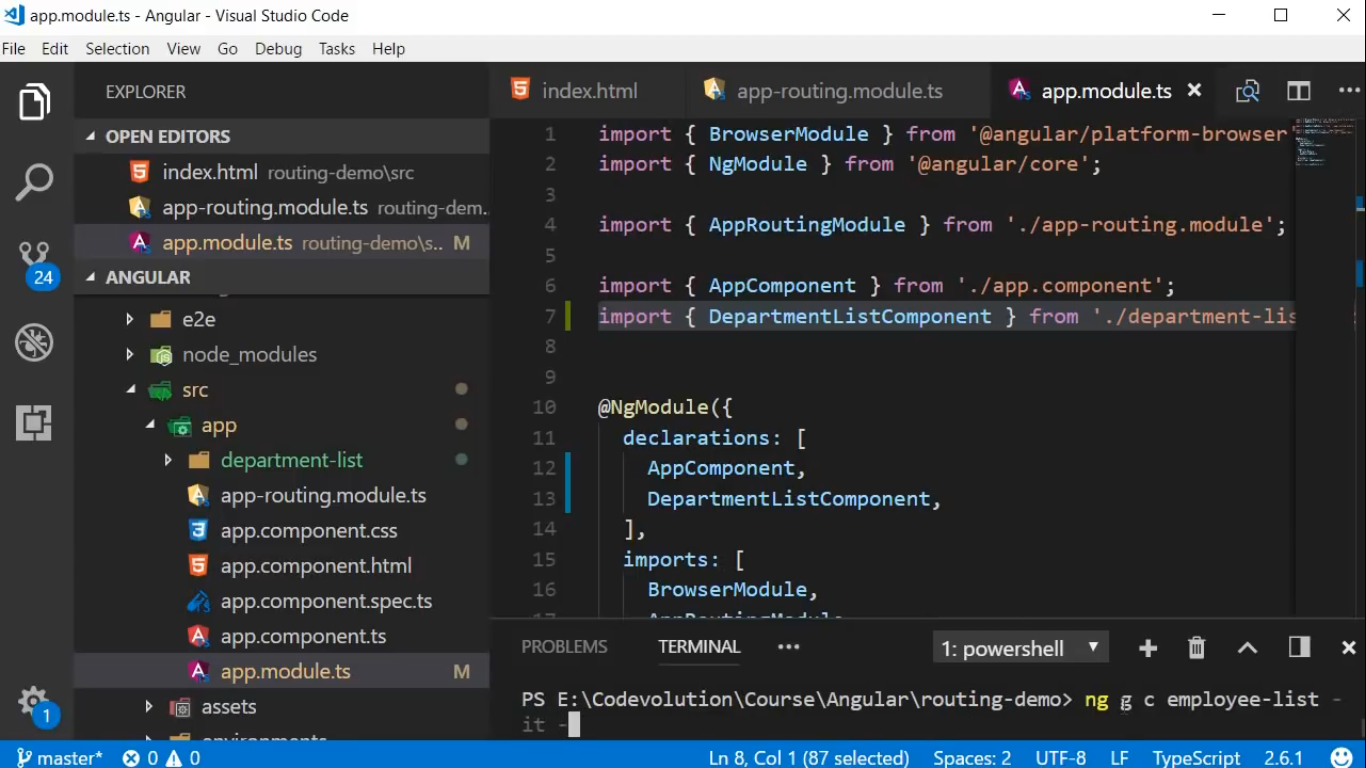 app.module.ts - Angular - Visual Studio Code
File Edit Selection View Go Debug Tasks Help
EXPLORER
OPEN EDITORS
index.html routing-demo\src
app-routing.module.ts routing-dem...
app.module.ts routing-demo\s.. M
24
ANGULAR
e2e
node_modules
src
app
department-list
app-routing.module.ts
app.component.css
app.component.html
app.component.spec.ts
app.component.ts
app.module.ts M
assets
1
index.html app-routing.module.ts app.module.ts
1 import { BrowserModule } from '@angular/platform-browser'
2 import { NgModule } from '@angular/core';
3
4 import { AppRoutingModule } from './app-routing.module';
5
6 import { AppComponent } from './app.component';
7 import { DepartmentListComponent } from './department-lis
8
9
10 @NgModule({
11 declarations: [
12 AppComponent,
13 DepartmentListComponent,
14 ],
15 imports: [
16 BrowserModule,
17 AppRoutingModule
PROBLEMS TERMINAL ••• 1: powershell
PS E:\Codevolution\Course\Angular\routing-demo> ng g c employee-list -
it -
master* 0 0 Ln 8, Col 1 (87 selected) Spaces: 2 UTF-8 LF TypeScript 2.6.1